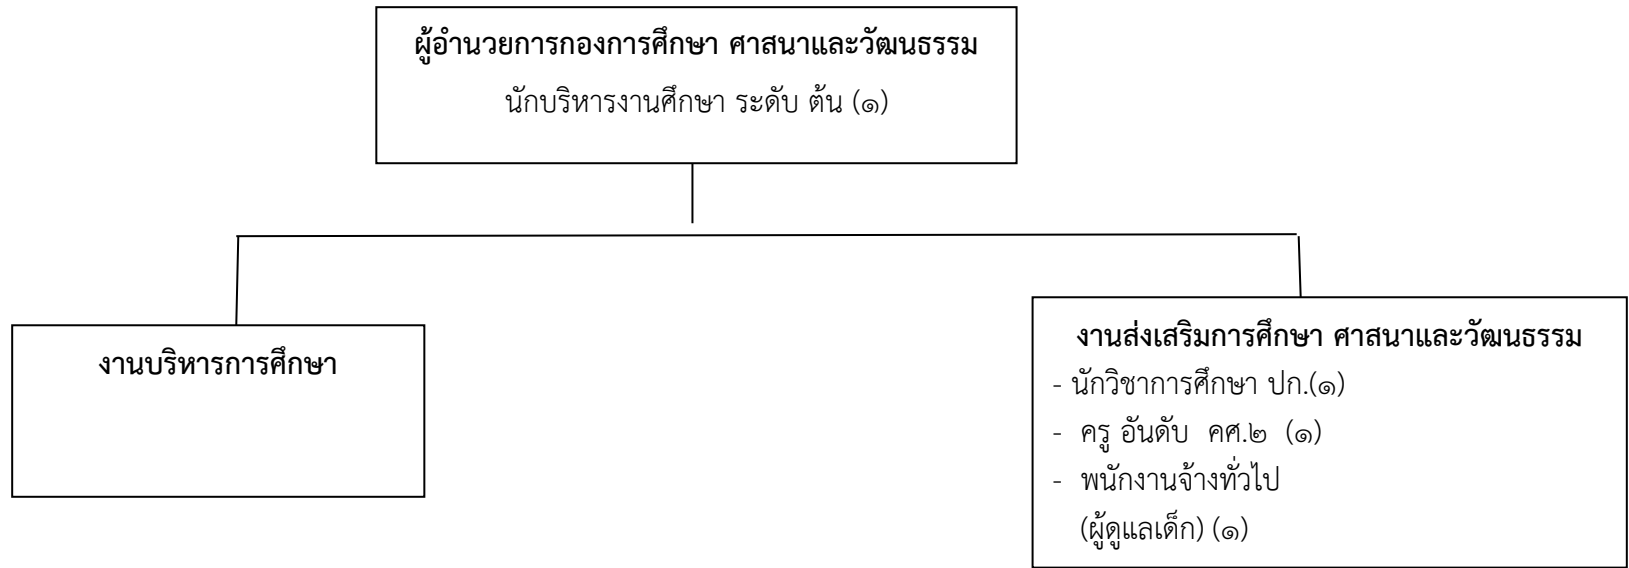 ผู้อำนวยการกองการศึกษา ศาสนาและวัฒนธรรม
นักบริหารงานศึกษา ระดับ ต้น (๑)
งานบริหารการศึกษา
งานส่งเสริมการศึกษา ศาสนาและวัฒนธรรม
- นักวิชาการศึกษา ปก.(๑)
- ครู อันดับ คศ.๒ (๑)
- พนักงานจ้างทั่วไป
(ผู้ดูแลเด็ก) (๑)